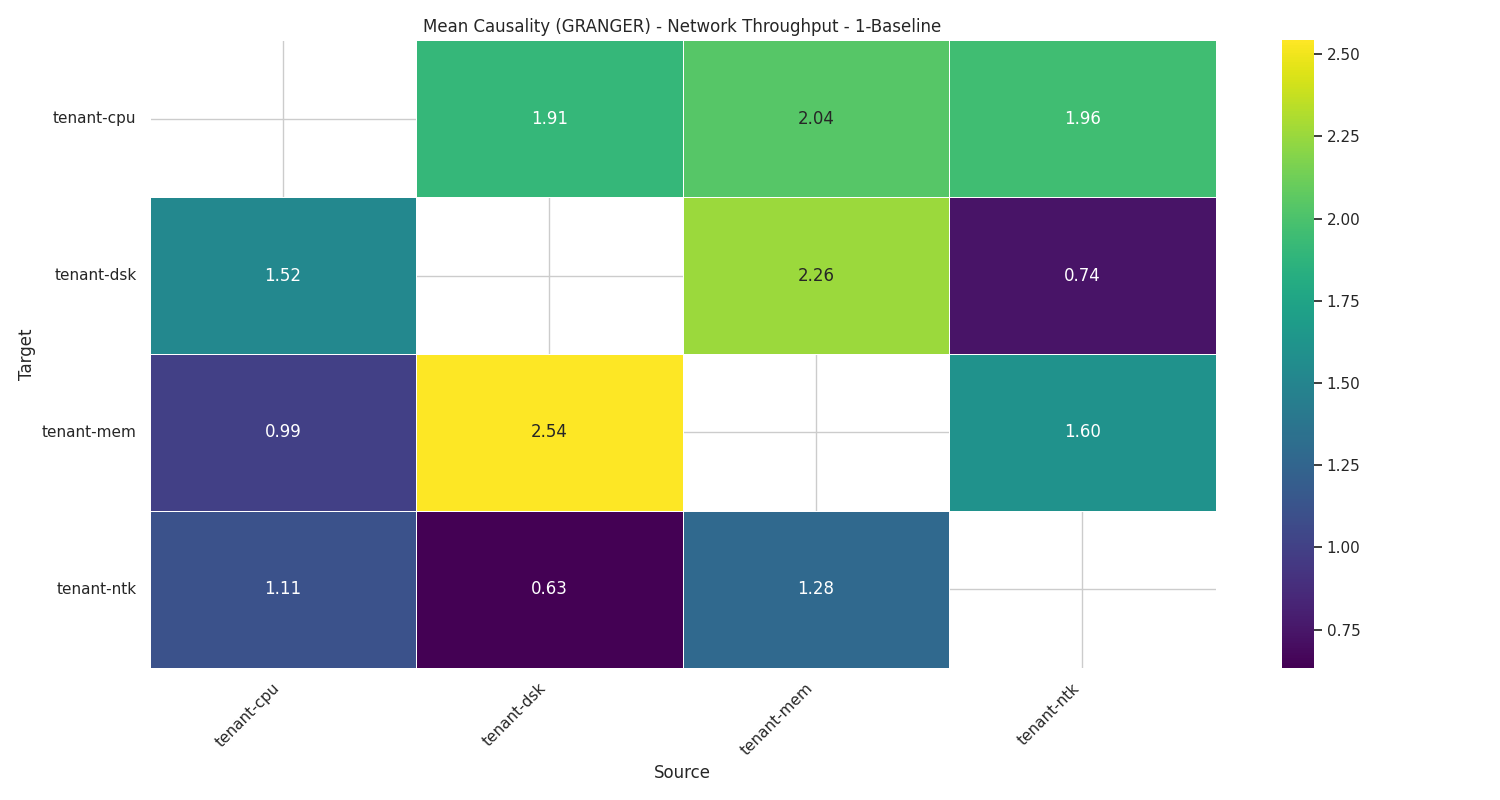 Mean Causality (GRANGER) - Network Throughput - 1-Baseline
2.50
2.25
2.00
1.75
1.50
1.25
1.00
0.75
Target
tenant-cpu
1.91
2.04
1.96
tenant-dsk
1.52
2.26
0.74
tenant-mem
0.99
2.54
1.60
tenant-ntk
1.11
0.63
1.28
tenant-cpu
tenant-dsk
tenant-mem
tenant-ntk
Source